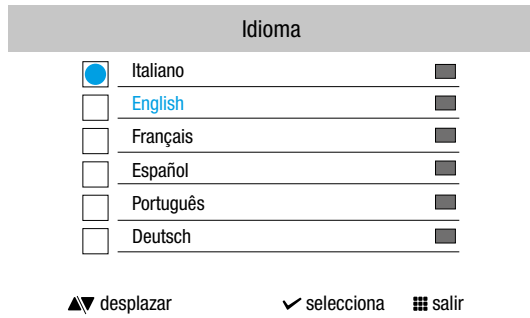 Idioma
Italiano
English
Français
Español
Português
Deutsch
desplazar selecciona salir